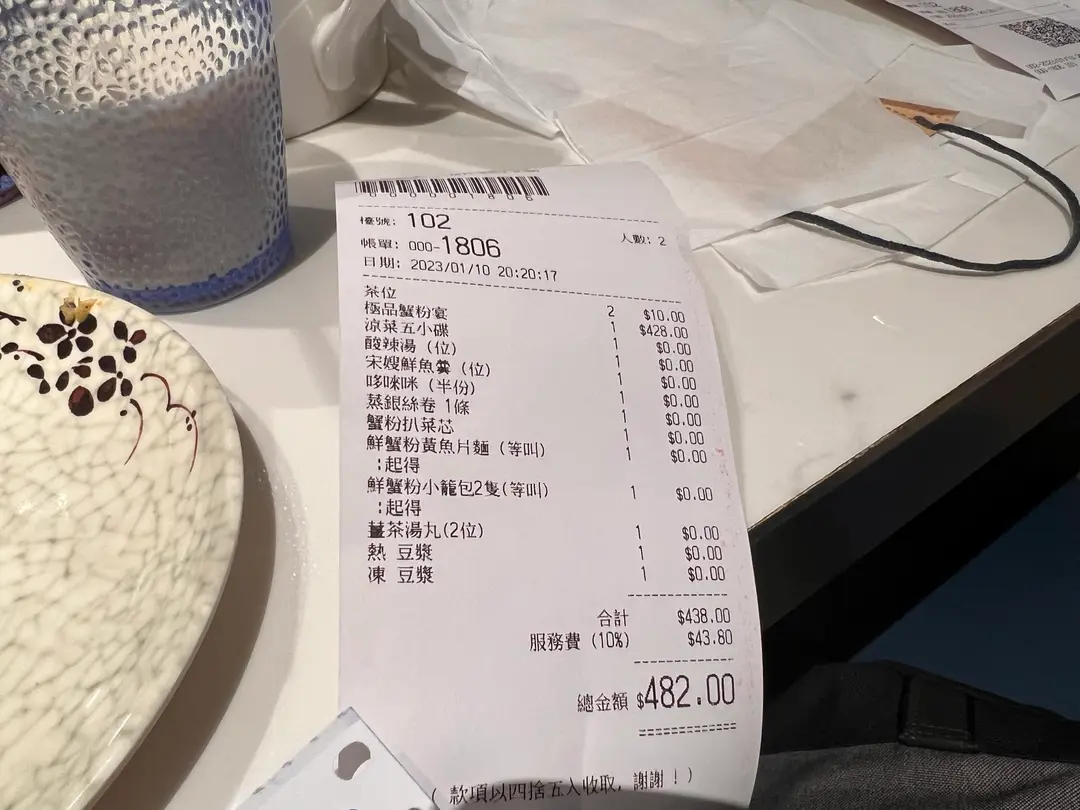 102
1806
00001806
檯號: 102
人數: 2
帳單: 000-1806
日期: 2023/01/10 20:20:17
茶位 2 $10.00
極品蟹粉宴 1 $428.00
涼菜五小碟 1 $0.00
酸辣湯 (位) 1 $0.00
宋嫂鮮魚羹 (位) 1 $0.00
哆咪咪 (半份) 1 $0.00
蒸銀絲卷 1條 1 $0.00
蟹粉扒菜芯 1 $0.00
鮮蟹粉黃魚片麵 (等叫) 1 $0.00
:起得
鮮蟹粉小籠包2隻(等叫) 1 $0.00
:起得
薑茶湯丸(2位) 1 $0.00
熱 豆漿 1 $0.00
凍 豆漿 1 $0.00
合計 $438.00
服務費 (10%) $43.80
總金額 $482.00
( 款項以四捨五入收取, 謝謝 ! )